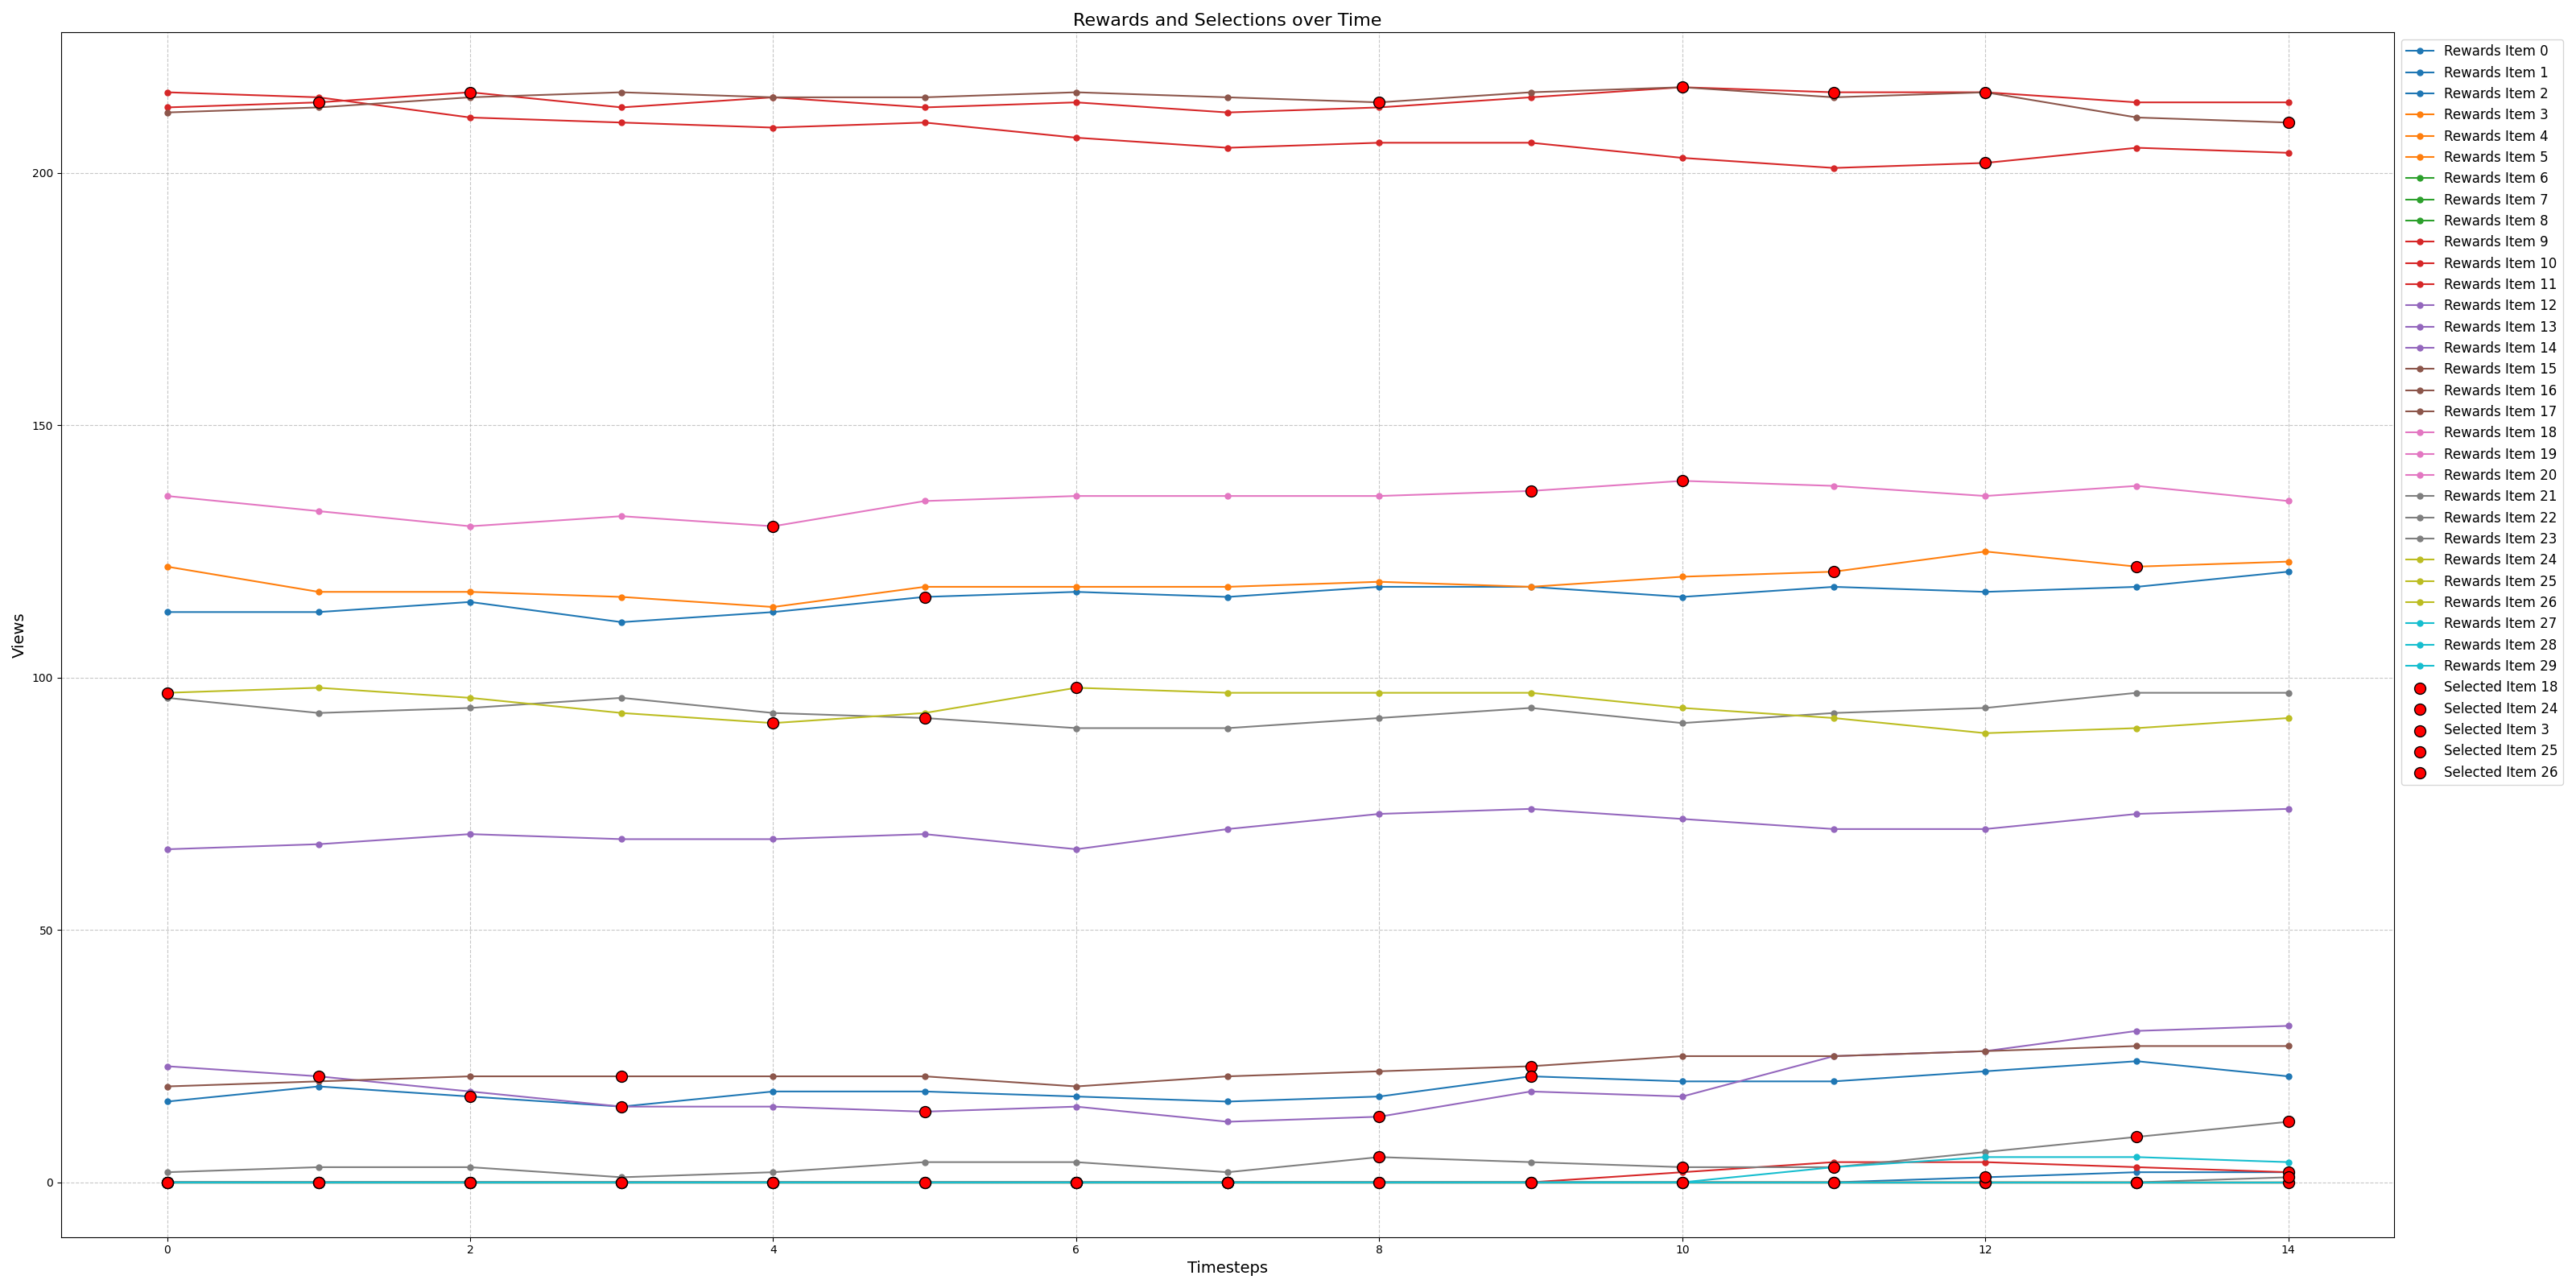 Rewards and Selections over Time
Views
200
150
100
50
0
0
2
4
6
8
10
12
14
Timesteps
Rewards Item 0
Rewards Item 1
Rewards Item 2
Rewards Item 3
Rewards Item 4
Rewards Item 5
Rewards Item 6
Rewards Item 7
Rewards Item 8
Rewards Item 9
Rewards Item 10
Rewards Item 11
Rewards Item 12
Rewards Item 13
Rewards Item 14
Rewards Item 15
Rewards Item 16
Rewards Item 17
Rewards Item 18
Rewards Item 19
Rewards Item 20
Rewards Item 21
Rewards Item 22
Rewards Item 23
Rewards Item 24
Rewards Item 25
Rewards Item 26
Rewards Item 27
Rewards Item 28
Rewards Item 29
Selected Item 18
Selected Item 24
Selected Item 3
Selected Item 25
Selected Item 26